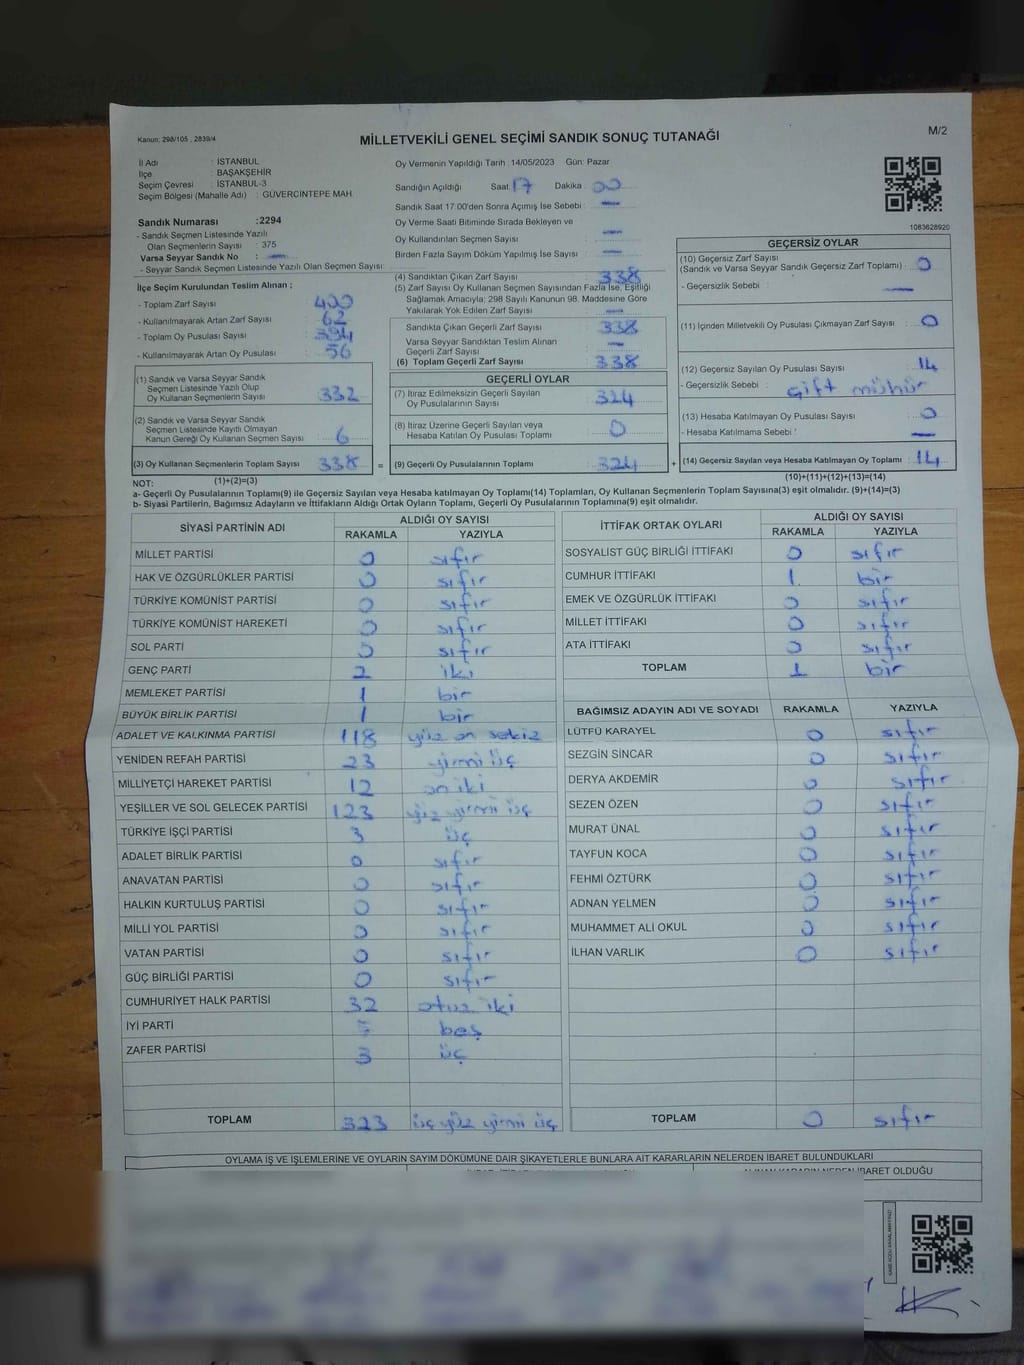 Kanun: 298/105 , 2839/4
MİLLETVEKİLİ GENEL SEÇİMİ SANDIK SONUÇ TUTANAĞI
M/2
İl Adı : İSTANBUL
İlçe : BAŞAKŞEHİR
Seçim Çevresi : İSTANBUL-3
Seçim Bölgesi (Mahalle Adı) : GÜVERCİNTEPE MAH.
Sandık Numarası :2294
- Sandık Seçmen Listesinde Yazılı
Olan Seçmenlerin Sayısı : 375
Varsa Seyyar Sandık No : —
- Seyyar Sandık Seçmen Listesinde Yazılı Olan Seçmen Sayısı:
İlçe Seçim Kurulundan Teslim Alınan ;
- Toplam Zarf Sayısı : 400
- Kullanılmayarak Artan Zarf Sayısı : 62
- Toplam Oy Pusulası Sayısı : 394
- Kullanılmayarak Artan Oy Pusulası : 56
(1) Sandık ve Varsa Seyyar Sandık
Seçmen Listesinde Yazılı Olup
Oy Kullanan Seçmenlerin Sayısı : 332
(2) Sandık ve Varsa Seyyar Sandık
Seçmen Listesinde Kayıtlı Olmayan
Kanun Gereği Oy Kullanan Seçmen Sayısı : 6
(3) Oy Kullanan Seçmenlerin Toplam Sayısı 338 =
Oy Vermenin Yapıldığı Tarih :14/05/2023 Gün: Pazar
Sandığın Açıldığı Saat: 17 Dakika: 00
Sandık Saat 17:00'den Sonra Açımış İse Sebebi : —
Oy Verme Saati Bitiminde Sırada Bekleyen ve
Oy Kullandırılan Seçmen Sayısı : —
Birden Fazla Sayım Döküm Yapılmış İse Sayısı : —
(4) Sandıktan Çıkan Zarf Sayısı : 338
(5) Zarf Sayısı Oy Kullanan Seçmen Sayısından Fazla İse, Eşitliği
Sağlamak Amacıyla; 298 Sayılı Kanunun 98. Maddesine Göre
Yakılarak Yok Edilen Zarf Sayısı : —
Sandıkta Çıkan Geçerli Zarf Sayısı : 338
Varsa Seyyar Sandıktan Teslim Alınan
Geçerli Zarf Sayısı : —
(6) Toplam Geçerli Zarf Sayısı : 338
GEÇERLİ OYLAR
(7) İtiraz Edilmeksizin Geçerli Sayılan
Oy Pusulalarının Sayısı : 324
(8) İtiraz Üzerine Geçerli Sayılan veya
Hesaba Katılan Oy Pusulası Toplamı : 0
(9) Geçerli Oy Pusulalarının Toplamı : 324 +
1083628920
GEÇERSİZ OYLAR
(10) Geçersiz Zarf Sayısı
(Sandık ve Varsa Seyyar Sandık Geçersiz Zarf Toplamı) : 0
- Geçersizlik Sebebi : —
(11) İçinden Milletvekili Oy Pusulası Çıkmayan Zarf Sayısı : 0
(12) Geçersiz Sayılan Oy Pusulası Sayısı : 14
- Geçersizlik Sebebi : Çift mühür
(13) Hesaba Katılmayan Oy Pusulası Sayısı : 0
- Hesaba Katılmama Sebebi : —
(14) Geçersiz Sayılan veya Hesaba Katılmayan Oy Toplamı : 14
NOT: (1)+(2)=(3) (10)+(11)+(12)+(13)=(14)
a- Geçerli Oy Pusulalarının Toplamı(9) ile Geçersiz Sayılan veya Hesaba katılmayan Oy Toplamı(14) Toplamları, Oy Kullanan Seçmenlerin Toplam Sayısına(3) eşit olmalıdır. (9)+(14)=(3)
b- Siyasi Partilerin, Bağımsız Adayların ve İttifakların Aldığı Ortak Oyların Toplamı, Geçerli Oy Pusulalarının Toplamına(9) eşit olmalıdır.
SİYASİ PARTİNİN ADI ALDIĞI OY SAYISI
RAKAMLA YAZIYLA
MİLLET PARTİSİ 0 sıfır
HAK VE ÖZGÜRLÜKLER PARTİSİ 0 sıfır
TÜRKİYE KOMÜNİST PARTİSİ 0 sıfır
TÜRKİYE KOMÜNİST HAREKETİ 0 sıfır
SOL PARTİ 0 sıfır
GENÇ PARTİ 2 iki
MEMLEKET PARTİSİ 1 bir
BÜYÜK BİRLİK PARTİSİ 1 bir
ADALET VE KALKINMA PARTİSİ 118 yüz on sekiz
YENİDEN REFAH PARTİSİ 23 yirmi üç
MİLLİYETÇİ HAREKET PARTİSİ 12 on iki
YEŞİLLER VE SOL GELECEK PARTİSİ 123 yüz yirmi üç
TÜRKİYE İŞÇİ PARTİSİ 3 üç
ADALET BİRLİK PARTİSİ 0 sıfır
ANAVATAN PARTİSİ 0 sıfır
HALKIN KURTULUŞ PARTİSİ 0 sıfır
MİLLİ YOL PARTİSİ 0 sıfır
VATAN PARTİSİ 0 sıfır
GÜÇ BİRLİĞİ PARTİSİ 0 sıfır
CUMHURİYET HALK PARTİSİ 32 otuz iki
İYİ PARTİ 5 beş
ZAFER PARTİSİ 3 üç
TOPLAM 323 üç yüz yirmi üç
İTTİFAK ORTAK OYLARI ALDIĞI OY SAYISI
RAKAMLA YAZIYLA
SOSYALİST GÜÇ BİRLİĞİ İTTİFAKI 0 sıfır
CUMHUR İTTİFAKI 1 bir
EMEK VE ÖZGÜRLÜK İTTİFAKI 0 sıfır
MİLLET İTTİFAKI 0 sıfır
ATA İTTİFAKI 0 sıfır
TOPLAM 1 bir
BAĞIMSIZ ADAYIN ADI VE SOYADI RAKAMLA YAZIYLA
LÜTFÜ KARAYEL 0 sıfır
SEZGİN SİNCAR 0 sıfır
DERYA AKDEMİR 0 sıfır
SEZEN ÖZEN 0 sıfır
MURAT ÜNAL 0 sıfır
TAYFUN KOCA 0 sıfır
FEHMİ ÖZTÜRK 0 sıfır
ADNAN YELMEN 0 sıfır
MUHAMMET ALİ OKUL 0 sıfır
İLHAN VARLIK 0 sıfır
TOPLAM 0 sıfır
OYLAMA İŞ VE İŞLEMLERİNE VE OYLARIN SAYIM DÖKÜMÜNE DAİR ŞİKAYETLERLE BUNLARA AİT KARARLARIN NELERDEN İBARET BULUNDUKLARI
ALINAN KARARIN NEDEN İBARET OLDUĞU